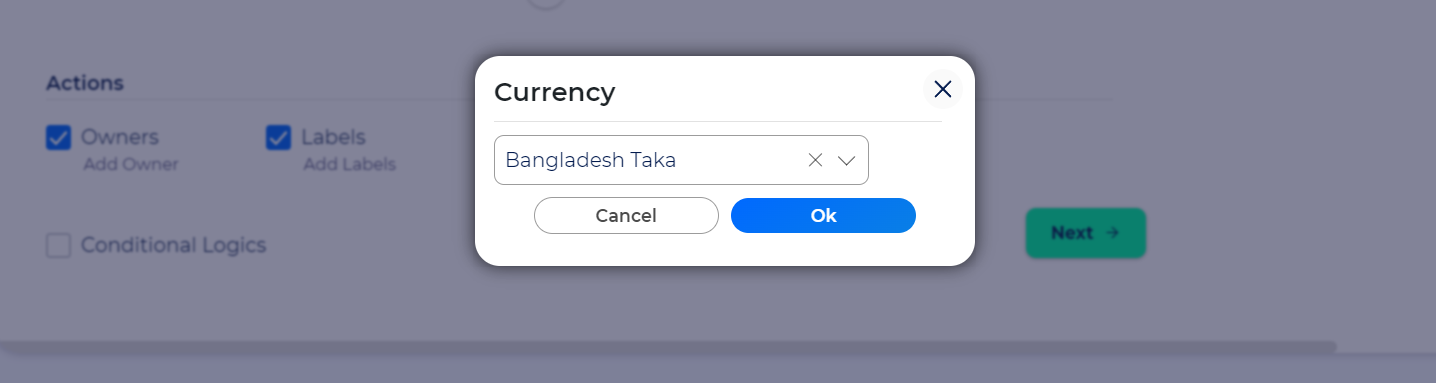 Actions
Owners
Add Owner
Labels
Add Labels
Conditional Logics
Currency
Bangladesh Taka
Cancel
Ok
Next